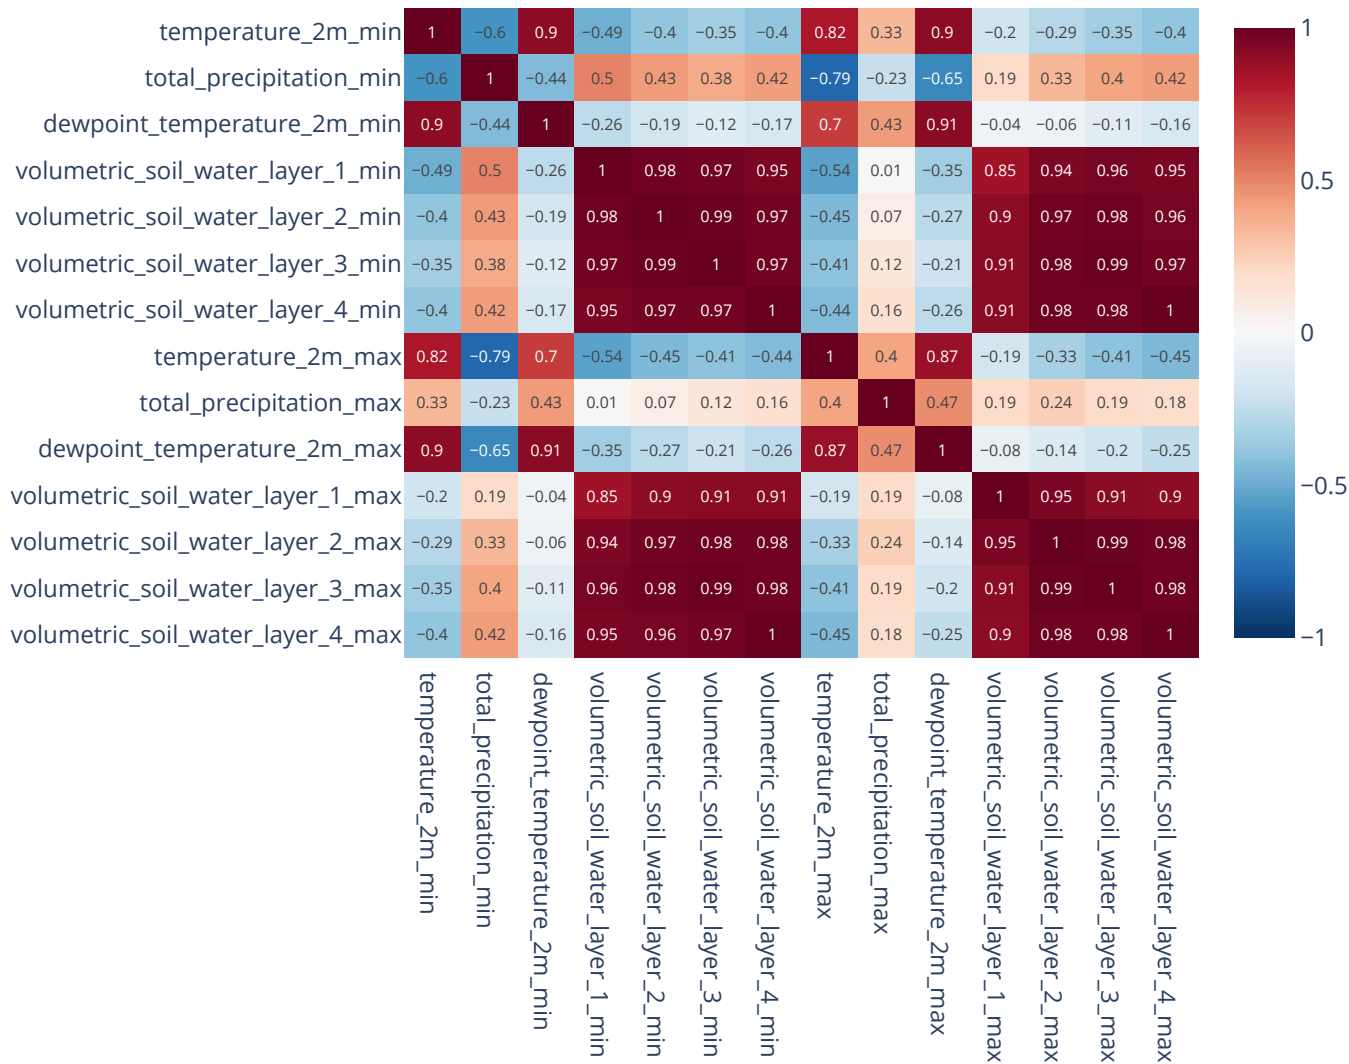 temperature_2m_min 1 −0.6 0.9 −0.49 −0.4 −0.35 −0.4 0.82 0.33 0.9 −0.2 −0.29 −0.35 −0.4
total_precipitation_min −0.6 1 −0.44 0.5 0.43 0.38 0.42 −0.79 −0.23 −0.65 0.19 0.33 0.4 0.42
dewpoint_temperature_2m_min 0.9 −0.44 1 −0.26 −0.19 −0.12 −0.17 0.7 0.43 0.91 −0.04 −0.06 −0.11 −0.16
volumetric_soil_water_layer_1_min −0.49 0.5 −0.26 1 0.98 0.97 0.95 −0.54 0.01 −0.35 0.85 0.94 0.96 0.95
volumetric_soil_water_layer_2_min −0.4 0.43 −0.19 0.98 1 0.99 0.97 −0.45 0.07 −0.27 0.9 0.97 0.98 0.96
volumetric_soil_water_layer_3_min −0.35 0.38 −0.12 0.97 0.99 1 0.97 −0.41 0.12 −0.21 0.91 0.98 0.99 0.97
volumetric_soil_water_layer_4_min −0.4 0.42 −0.17 0.95 0.97 0.97 1 −0.44 0.16 −0.26 0.91 0.98 0.98 1
temperature_2m_max 0.82 −0.79 0.7 −0.54 −0.45 −0.41 −0.44 1 0.4 0.87 −0.19 −0.33 −0.41 −0.45
total_precipitation_max 0.33 −0.23 0.43 0.01 0.07 0.12 0.16 0.4 1 0.47 0.19 0.24 0.19 0.18
dewpoint_temperature_2m_max 0.9 −0.65 0.91 −0.35 −0.27 −0.21 −0.26 0.87 0.47 1 −0.08 −0.14 −0.2 −0.25
volumetric_soil_water_layer_1_max −0.2 0.19 −0.04 0.85 0.9 0.91 0.91 −0.19 0.19 −0.08 1 0.95 0.91 0.9
volumetric_soil_water_layer_2_max −0.29 0.33 −0.06 0.94 0.97 0.98 0.98 −0.33 0.24 −0.14 0.95 1 0.99 0.98
volumetric_soil_water_layer_3_max −0.35 0.4 −0.11 0.96 0.98 0.99 0.98 −0.41 0.19 −0.2 0.91 0.99 1 0.98
volumetric_soil_water_layer_4_max −0.4 0.42 −0.16 0.95 0.96 0.97 1 −0.45 0.18 −0.25 0.9 0.98 0.98 1
temperature_2m_min
total_precipitation_min
dewpoint_temperature_2m_min
volumetric_soil_water_layer_1_min
volumetric_soil_water_layer_2_min
volumetric_soil_water_layer_3_min
volumetric_soil_water_layer_4_min
temperature_2m_max
total_precipitation_max
dewpoint_temperature_2m_max
volumetric_soil_water_layer_1_max
volumetric_soil_water_layer_2_max
volumetric_soil_water_layer_3_max
volumetric_soil_water_layer_4_max
1
0.5
0
−0.5
−1